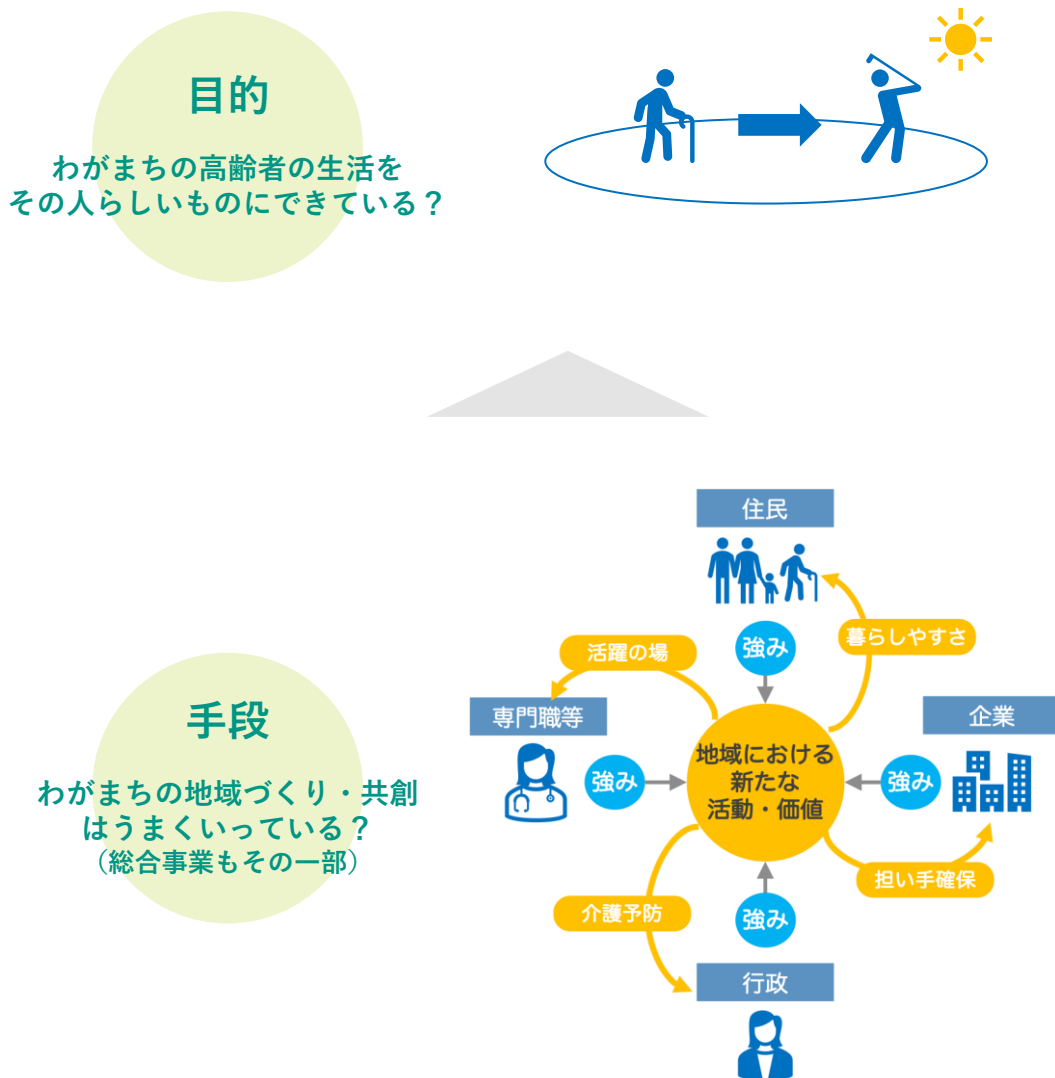 目的
わがまちの高齢者の生活を
その人らしいものにできている？
手段
わがまちの地域づくり・共創
はうまくいっている？
（総合事業もその一部）
住民
強み
活躍の場
暮らしやすさ
専門職等
企業
強み
地域における
新たな
活動・価値
強み
担い手確保
介護予防
強み
行政